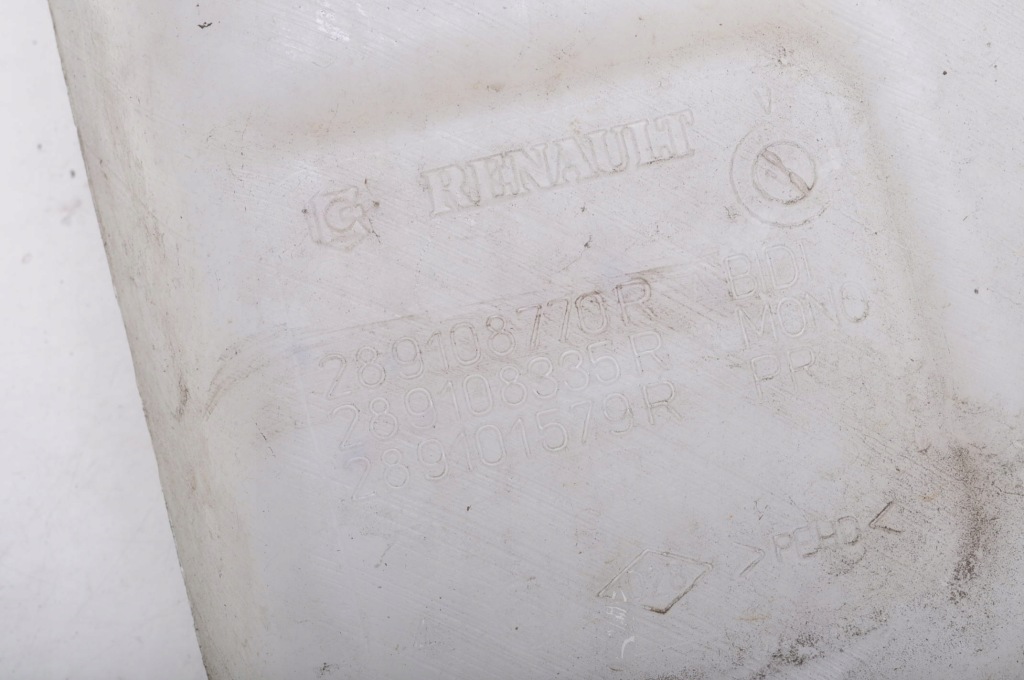 RENAULT
289108770R BIDI
289108335R MONO
289101579R PR
>PEHD<